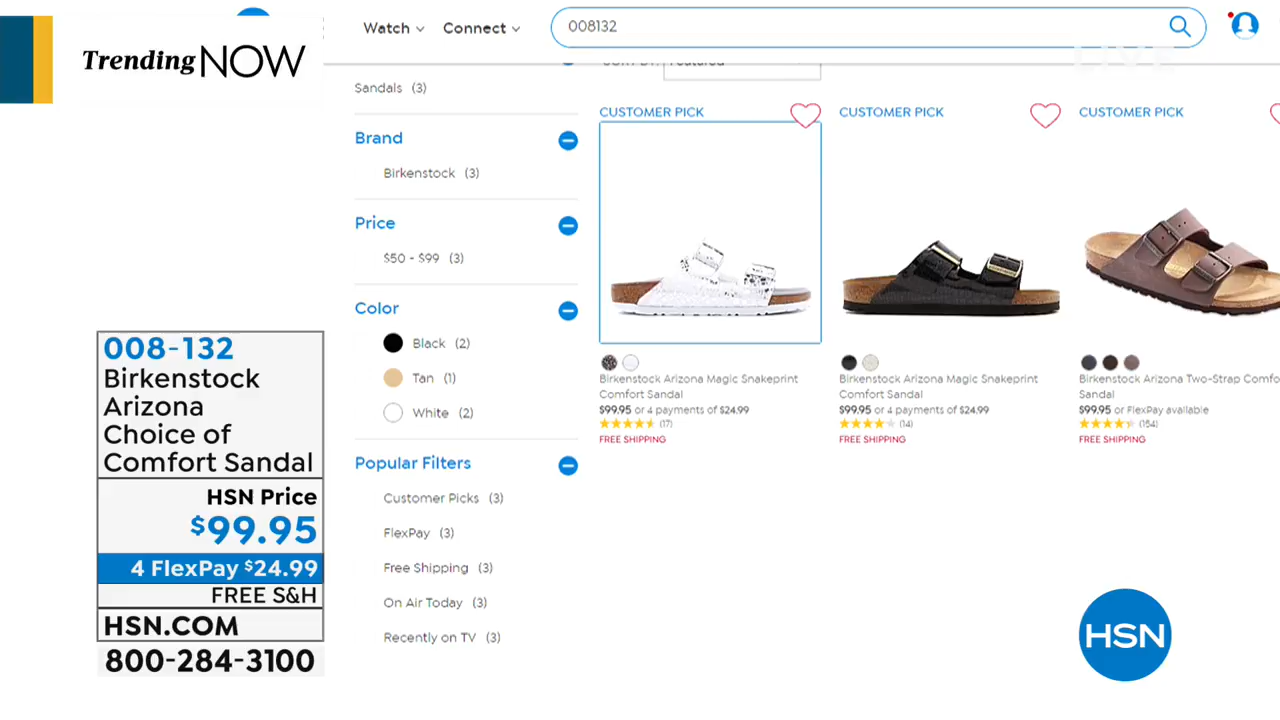 Trending NOW
Watch
Connect
008132
LIVE
SORT BY: Featured
Sandals (3)
Brand
Birkenstock (3)
Price
$50 - $99 (3)
Color
Black (2)
Tan (1)
White (2)
Popular Filters
Customer Picks (3)
FlexPay (3)
Free Shipping (3)
On Air Today (3)
Recently on TV (3)
CUSTOMER PICK
Birkenstock Arizona Magic Snakeprint
Comfort Sandal
$99.95 or 4 payments of $24.99
(17)
FREE SHIPPING
CUSTOMER PICK
Birkenstock Arizona Magic Snakeprint
Comfort Sandal
$99.95 or 4 payments of $24.99
(14)
FREE SHIPPING
CUSTOMER PICK
Birkenstock Arizona Two-Strap Comfo
Sandal
$99.95 or FlexPay available
(154)
FREE SHIPPING
008-132
Birkenstock
Arizona
Choice of
Comfort Sandal
HSN Price
$99.95
4 FlexPay $24.99
FREE S&H
HSN.COM
800-284-3100
HSN